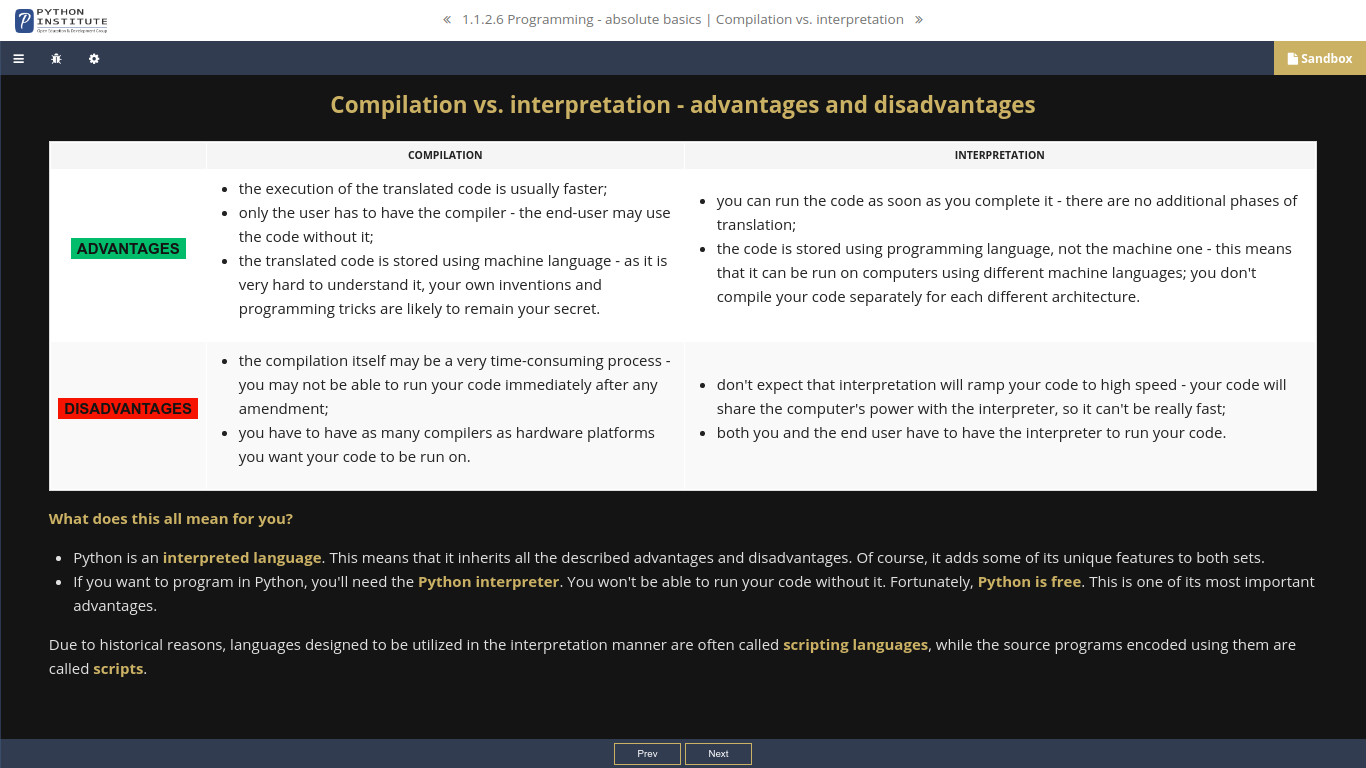 PYTHON
INSTITUTE
Open Education & Development Group
« 1.1.2.6 Programming - absolute basics | Compilation vs. interpretation »
Sandbox
Compilation vs. interpretation - advantages and disadvantages
COMPILATION
INTERPRETATION
ADVANTAGES
• the execution of the translated code is usually faster;
• only the user has to have the compiler - the end-user may use
the code without it;
• the translated code is stored using machine language - as it is
very hard to understand it, your own inventions and
programming tricks are likely to remain your secret.
• you can run the code as soon as you complete it - there are no additional phases of
translation;
• the code is stored using programming language, not the machine one - this means
that it can be run on computers using different machine languages; you don't
compile your code separately for each different architecture.
DISADVANTAGES
• the compilation itself may be a very time-consuming process -
you may not be able to run your code immediately after any
amendment;
• you have to have as many compilers as hardware platforms
you want your code to be run on.
• don't expect that interpretation will ramp your code to high speed - your code will
share the computer's power with the interpreter, so it can't be really fast;
• both you and the end user have to have the interpreter to run your code.
What does this all mean for you?
• Python is an interpreted language. This means that it inherits all the described advantages and disadvantages. Of course, it adds some of its unique features to both sets.
• If you want to program in Python, you'll need the Python interpreter. You won't be able to run your code without it. Fortunately, Python is free. This is one of its most important
advantages.
Due to historical reasons, languages designed to be utilized in the interpretation manner are often called scripting languages, while the source programs encoded using them are
called scripts.
Prev
Next